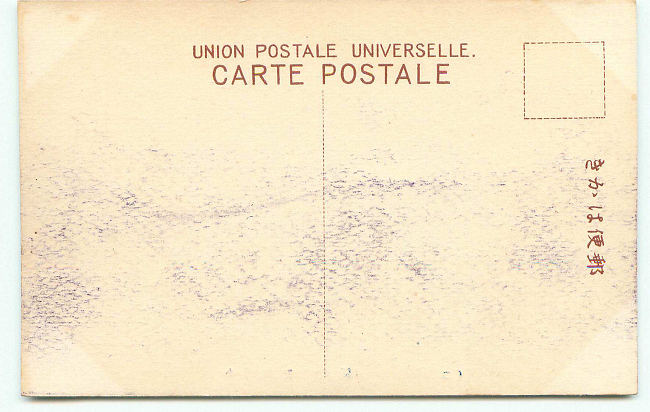 UNION POSTALE UNIVERSELLE.
CARTE POSTALE
郵便はかき